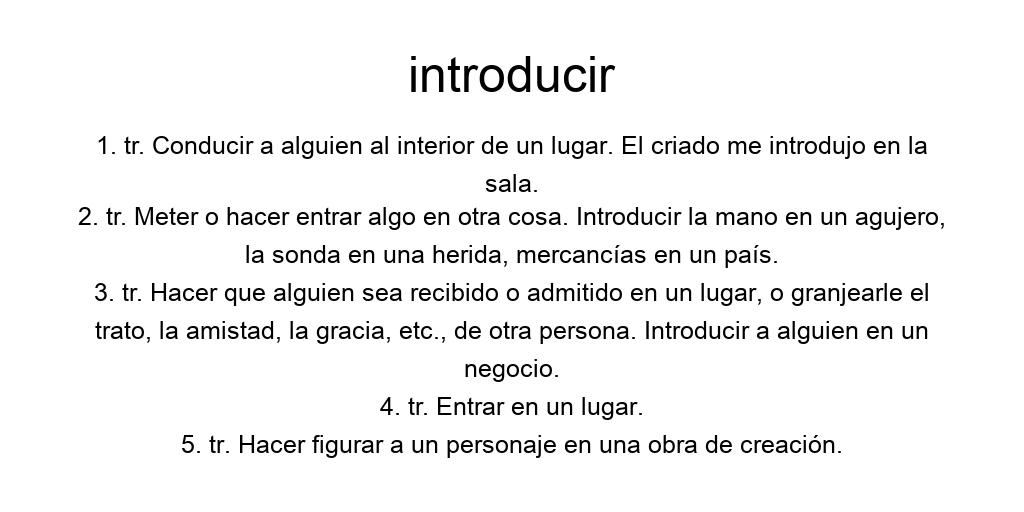 introducir
1. tr. Conducir a alguien al interior de un lugar. El criado me introdujo en la
sala.
2. tr. Meter o hacer entrar algo en otra cosa. Introducir la mano en un agujero,
la sonda en una herida, mercancías en un país.
3. tr. Hacer que alguien sea recibido o admitido en un lugar, o granjearle el
trato, la amistad, la gracia, etc., de otra persona. Introducir a alguien en un
negocio.
4. tr. Entrar en un lugar.
5. tr. Hacer figurar a un personaje en una obra de creación.